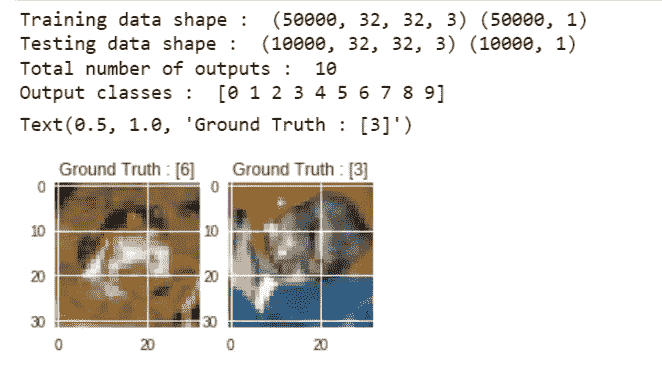 Training data shape :  (50000, 32, 32, 3) (50000, 1)
Testing data shape :  (10000, 32, 32, 3) (10000, 1)
Total number of outputs :  10
Output classes :  [0 1 2 3 4 5 6 7 8 9]
Text(0.5, 1.0, 'Ground Truth : [3]')
Ground Truth : [6] Ground Truth : [3]
0 0
10 10
20 20
30 30
0 20 0 20